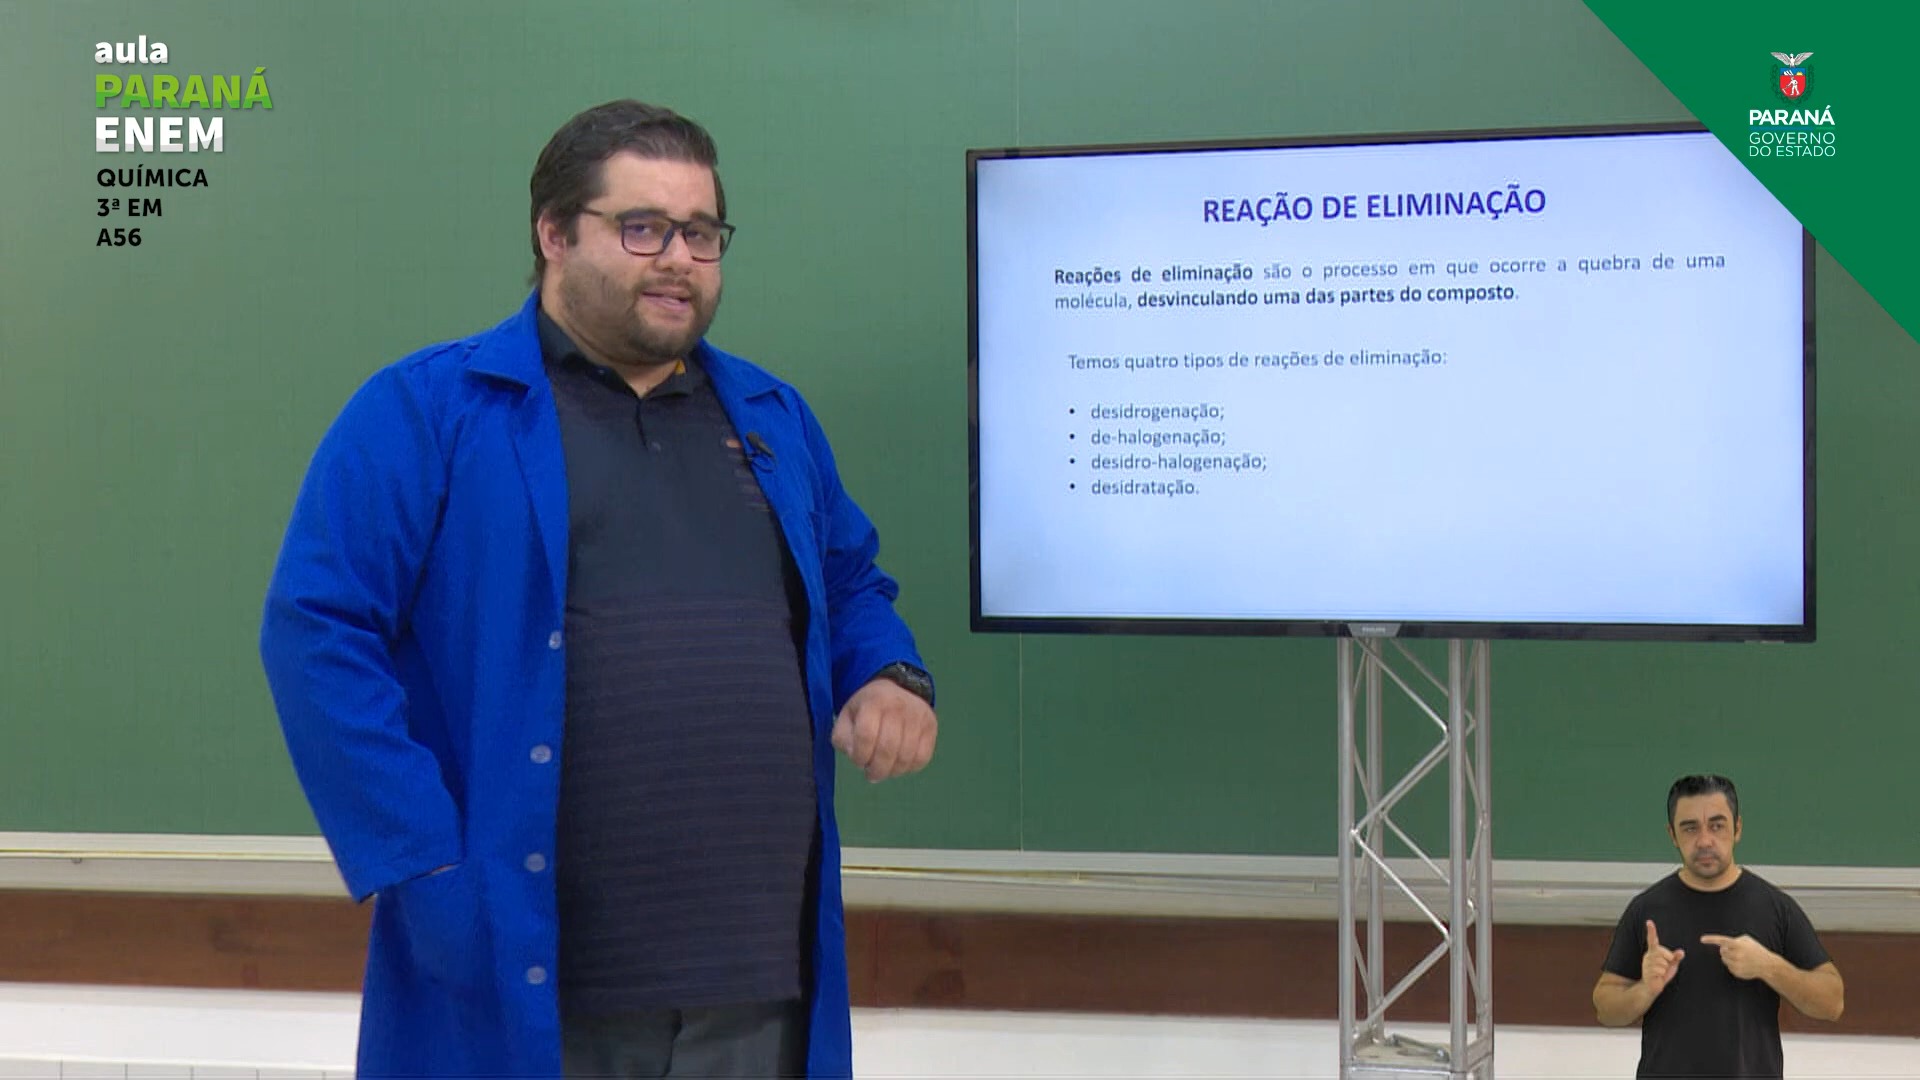 aula
PARANÁ
ENEM
QUÍMICA
3ª EM
A56
PARANÁ
GOVERNO
DO ESTADO
REAÇÃO DE ELIMINAÇÃO
Reações de eliminação são o processo em que ocorre a quebra de uma
molécula, desvinculando uma das partes do composto.
Temos quatro tipos de reações de eliminação:
• desidrogenação;
• de-halogenação;
• desidro-halogenação;
• desidratação.
PHILIPS